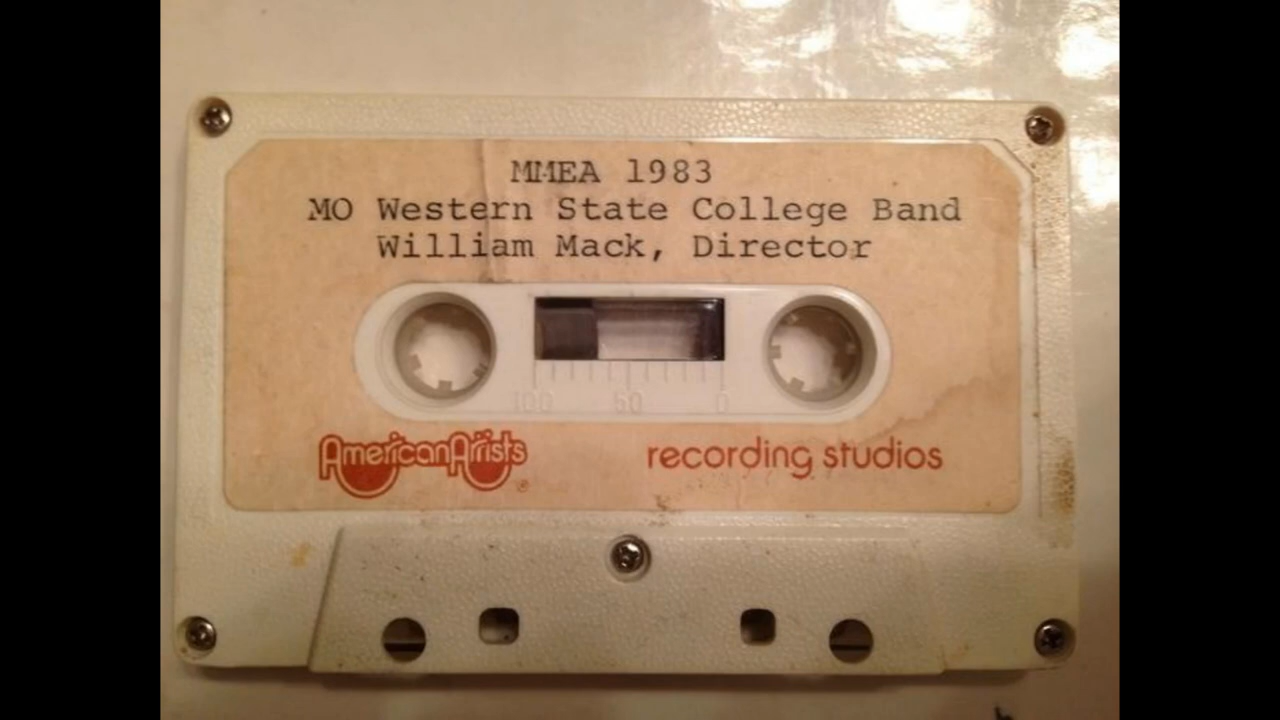 MMEA 1983
MO Western State College Band
William Mack, Director
100 50 0
AmericanArtists recording studios